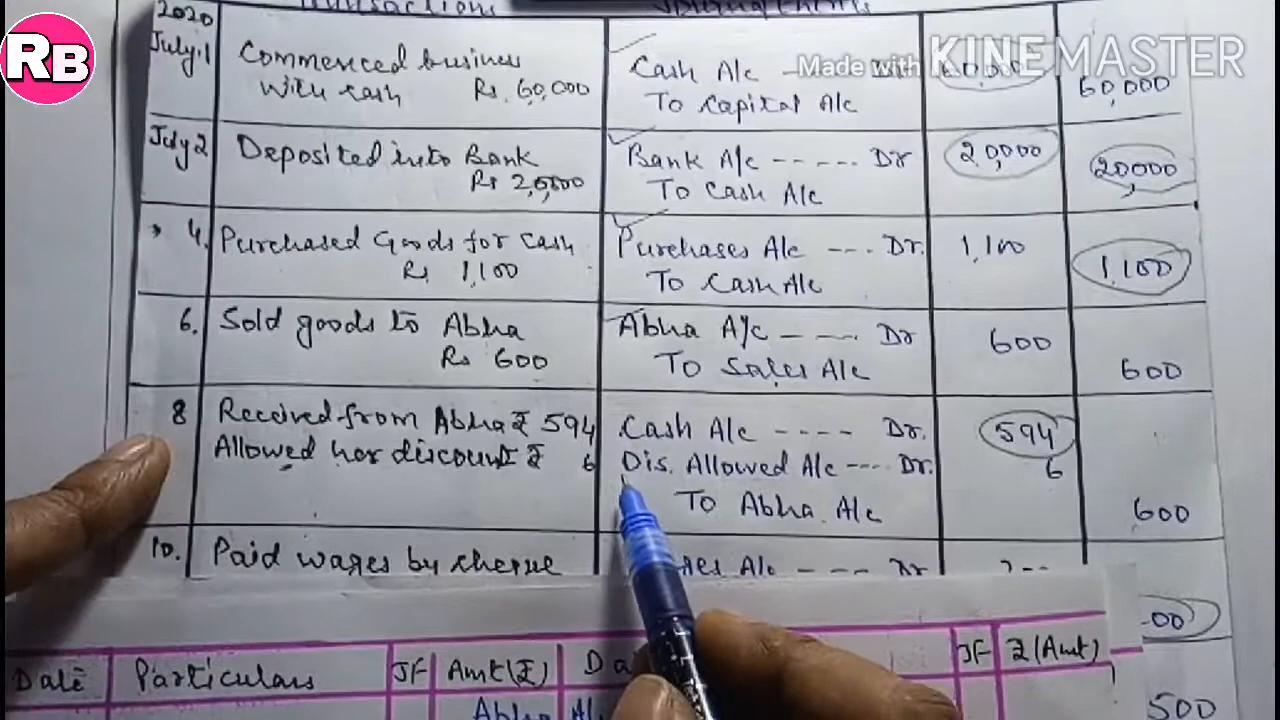 RB
Made with KINEMASTER
Transactions
2020
July.1
Commenced business
with cash Rs. 60,000
Cash A/c
To Capital A/c
60,000
July 2
Deposited into Bank
Rs 20,000
Bank A/c ----- Dr
To Cash A/c
20,000
20000
" 4.
Purchased Goods for cash
Rs 1,100
Purchases A/c --- Dr.
To Cash A/c
1,100
1,100
6.
Sold goods to Abha
Rs 600
Abha A/c ----- Dr
To Sales A/c
600
600
8
Received from Abha ₹ 594
Allowed her discount ₹ 6
Cash A/c ---- Dr.
Dis. Allowed A/c --- Dr.
To Abha A/c
594
6
600
10.
Paid wages by cheque
A/c --- Dr
Date Particulars JF Amt(₹) JF ₹(Amt)
Abha A/c
500